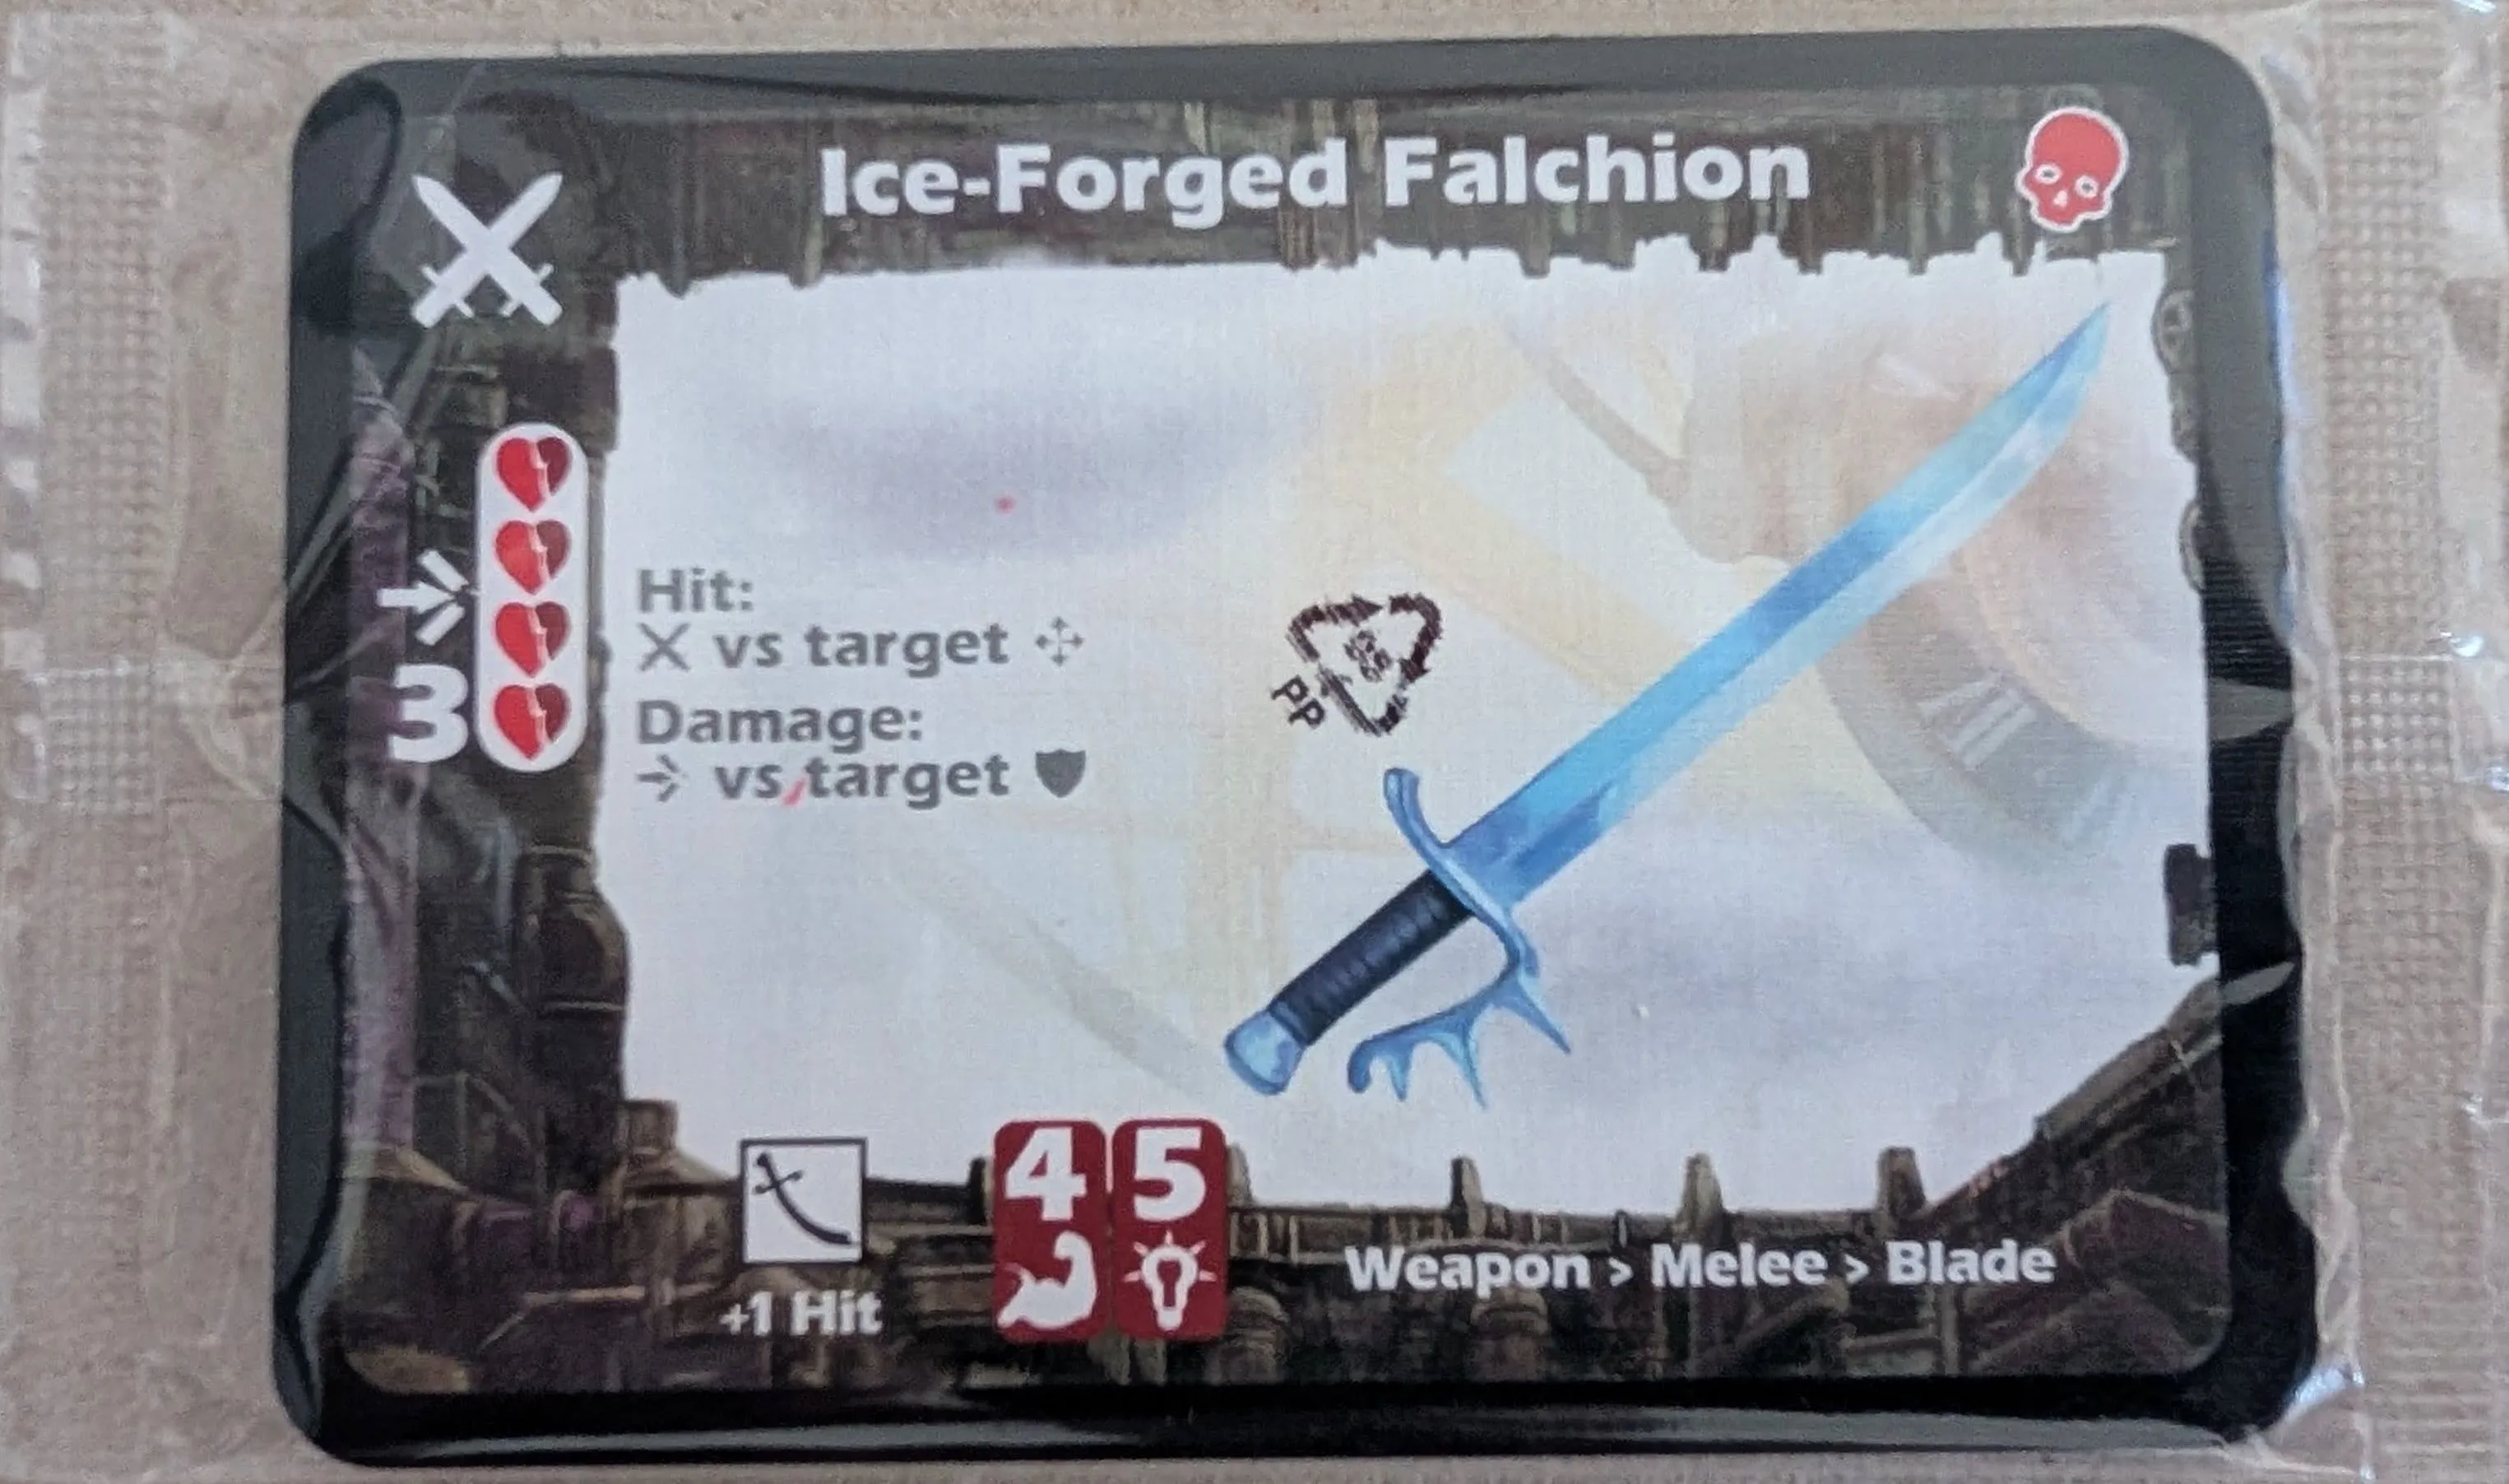 Ice-Forged Falchion
3
Hit:
vs target
Damage:
vs target
PP
4 5
+1 Hit
Weapon > Melee > Blade